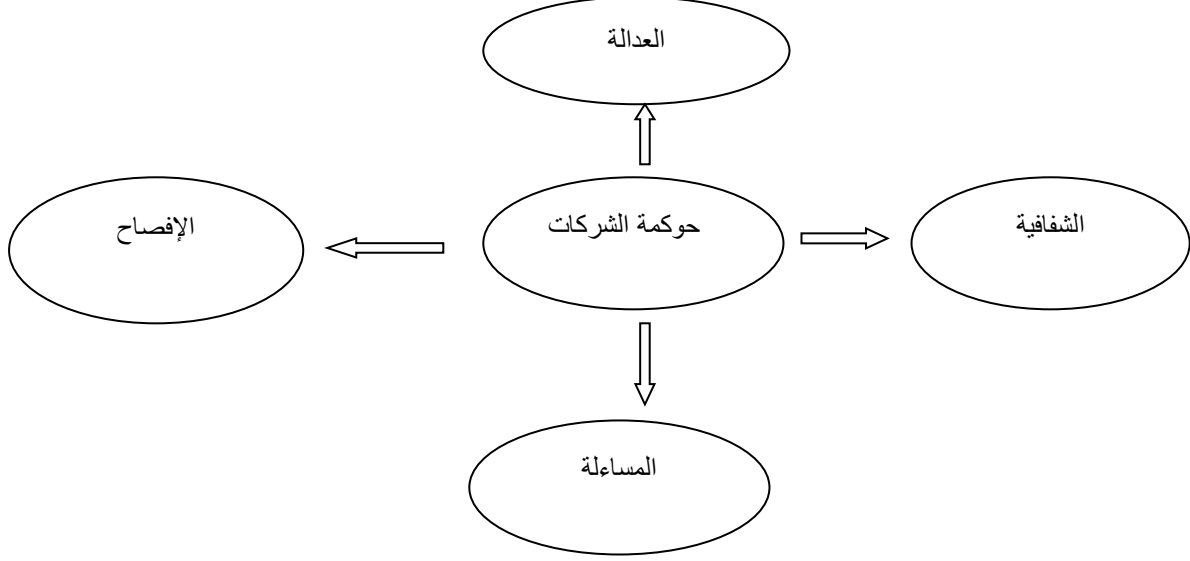 العدالة
الشفافية
حوكمة الشركات
الإفصاح
المساءلة